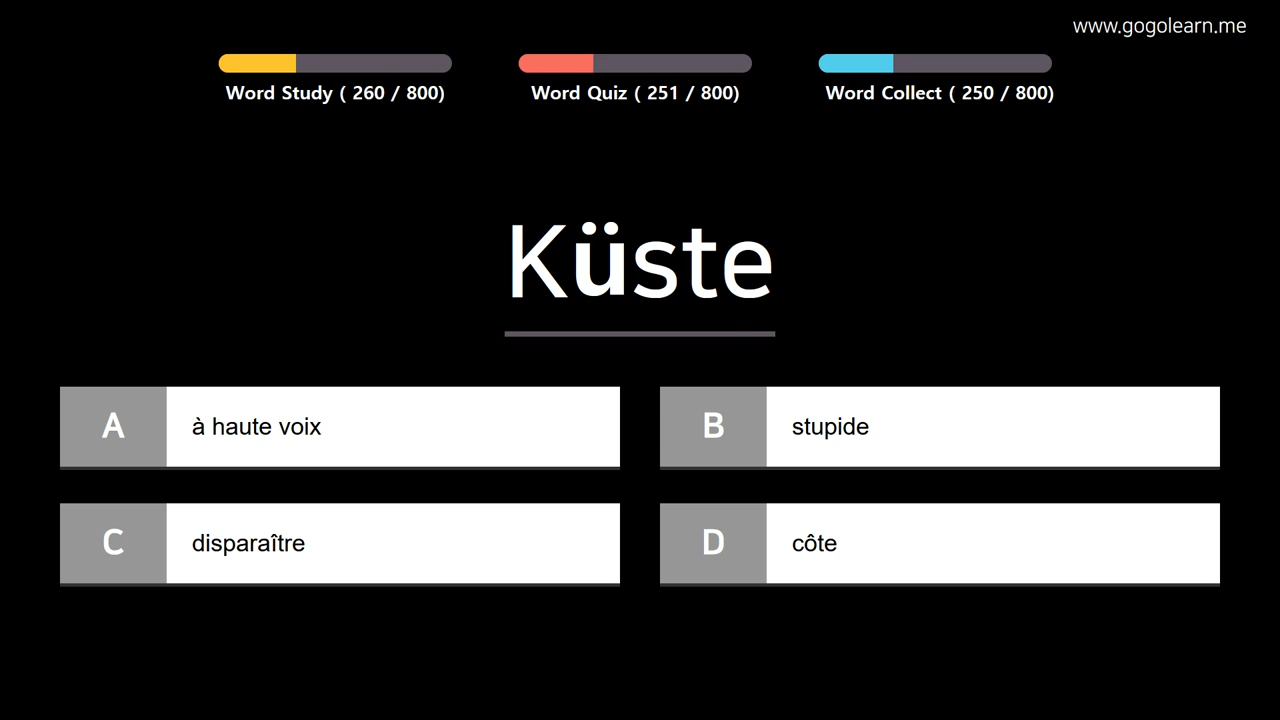 www.gogolearn.me
Word Study ( 260 / 800)
Word Quiz ( 251 / 800)
Word Collect ( 250 / 800)
Küste
A
à haute voix
B
stupide
C
disparaître
D
côte